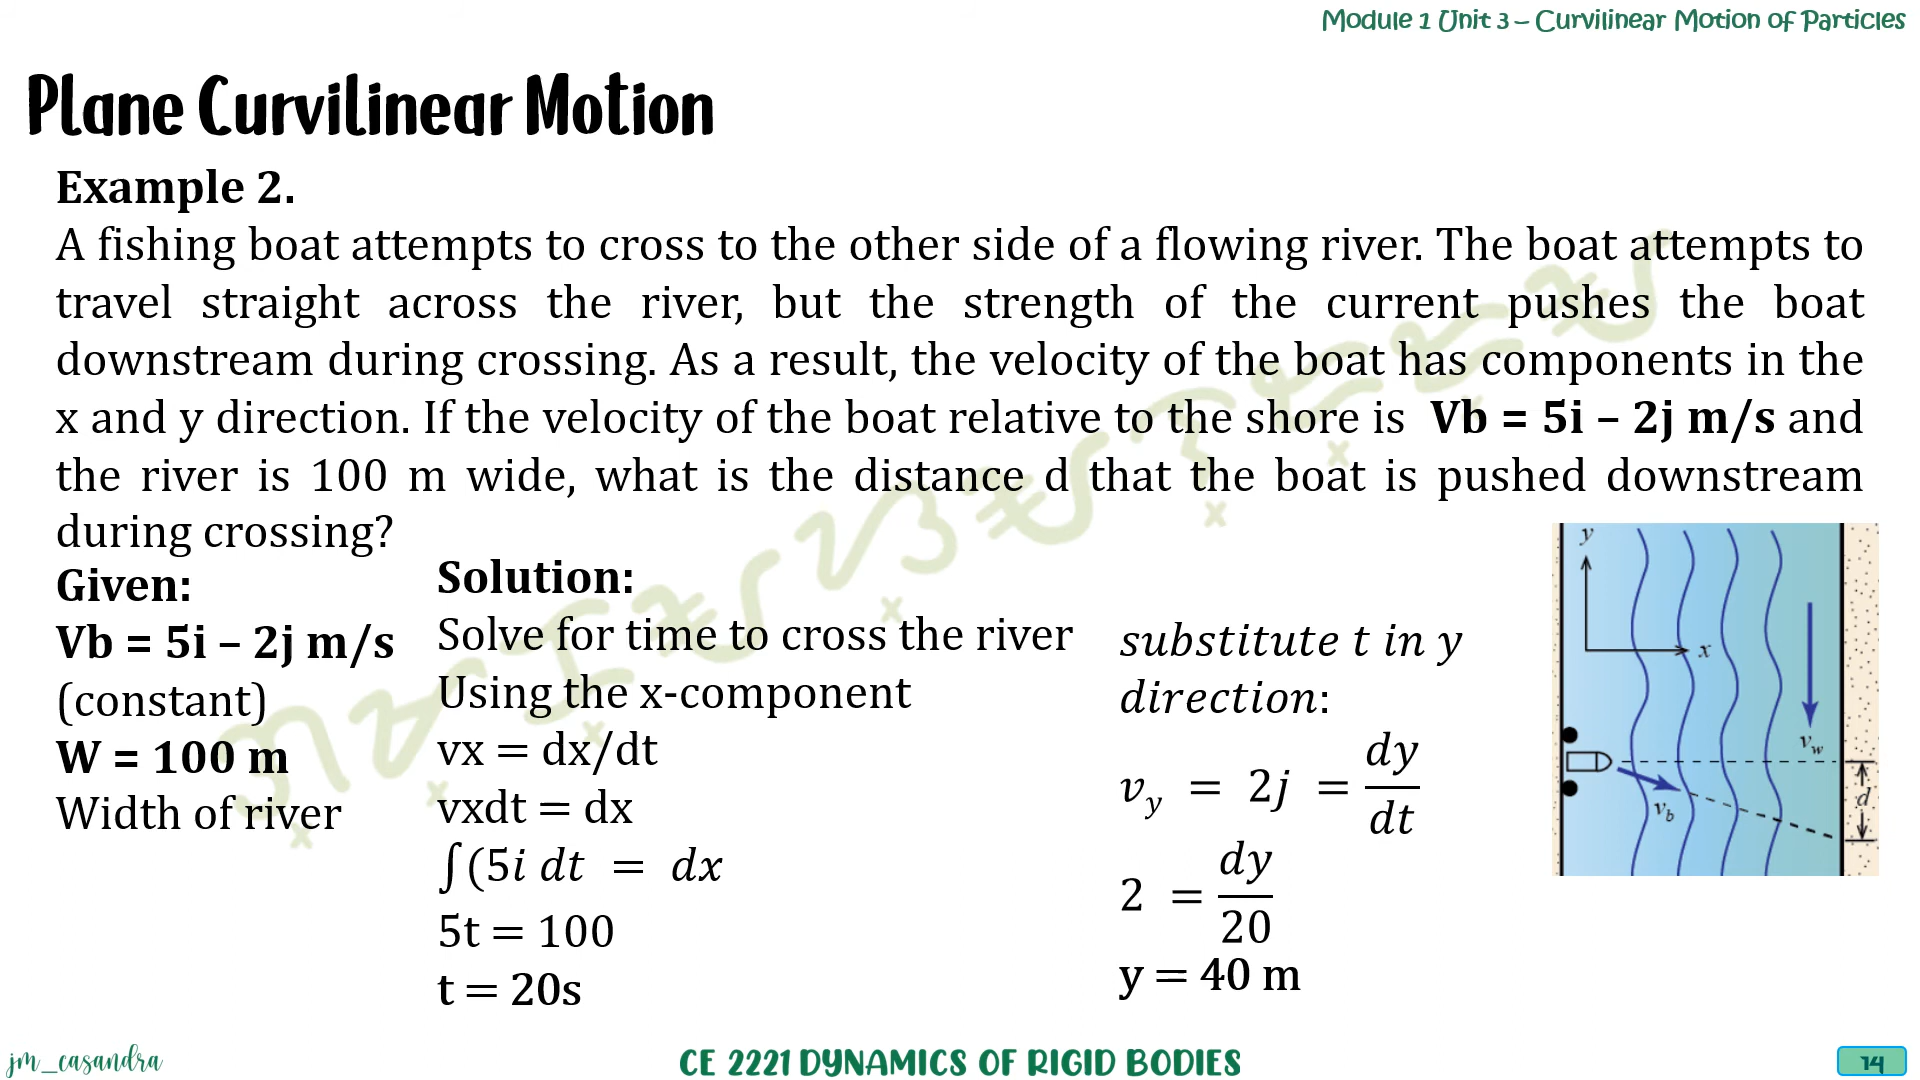 Module 1 Unit 3 – Curvilinear Motion of Particles
Plane Curvilinear Motion
Example 2.
A fishing boat attempts to cross to the other side of a flowing river. The boat attempts to
travel straight across the river, but the strength of the current pushes the boat
downstream during crossing. As a result, the velocity of the boat has components in the
x and y direction. If the velocity of the boat relative to the shore is Vb = 5i – 2j m/s and
the river is 100 m wide, what is the distance d that the boat is pushed downstream
during crossing?
Given:
Vb = 5i – 2j m/s
(constant)
W = 100 m
Width of river
Solution:
Solve for time to cross the river
Using the x-component
vx = dx/dt
vxdt = dx
∫(5i dt = dx
5t = 100
t = 20s
substitute t in y
direction:
v_y = 2j = dy/dt
2 = dy/20
y = 40 m
y
x
v_w
v_b
d
jm_casandra
CE 2221 DYNAMICS OF RIGID BODIES
14